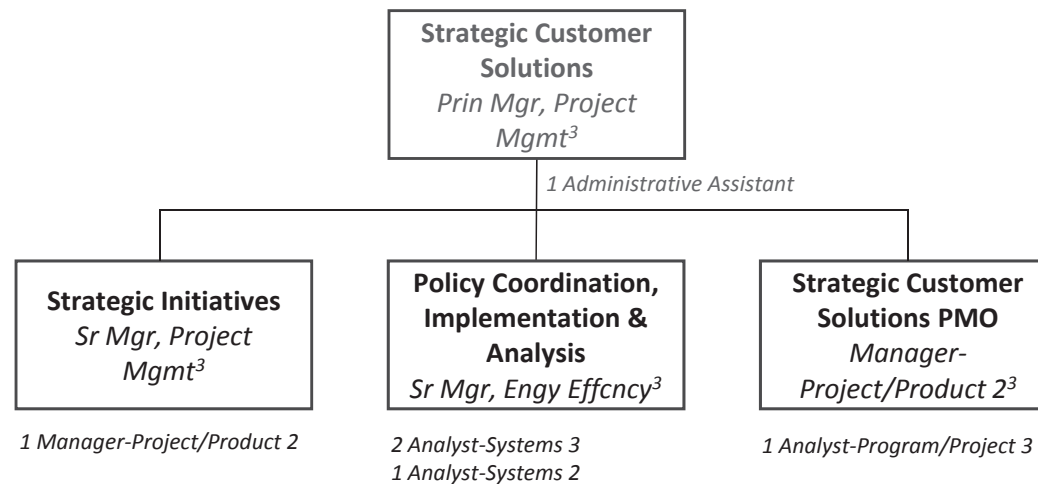 Strategic Customer
Solutions
Prin Mgr, Project
Mgmt³
1 Administrative Assistant
Strategic Initiatives
Sr Mgr, Project
Mgmt³
Policy Coordination,
Implementation &
Analysis
Sr Mgr, Engy Effcncy³
Strategic Customer
Solutions PMO
Manager-
Project/Product 2³
1 Manager-Project/Product 2
2 Analyst-Systems 3
1 Analyst-Systems 2
1 Analyst-Program/Project 3